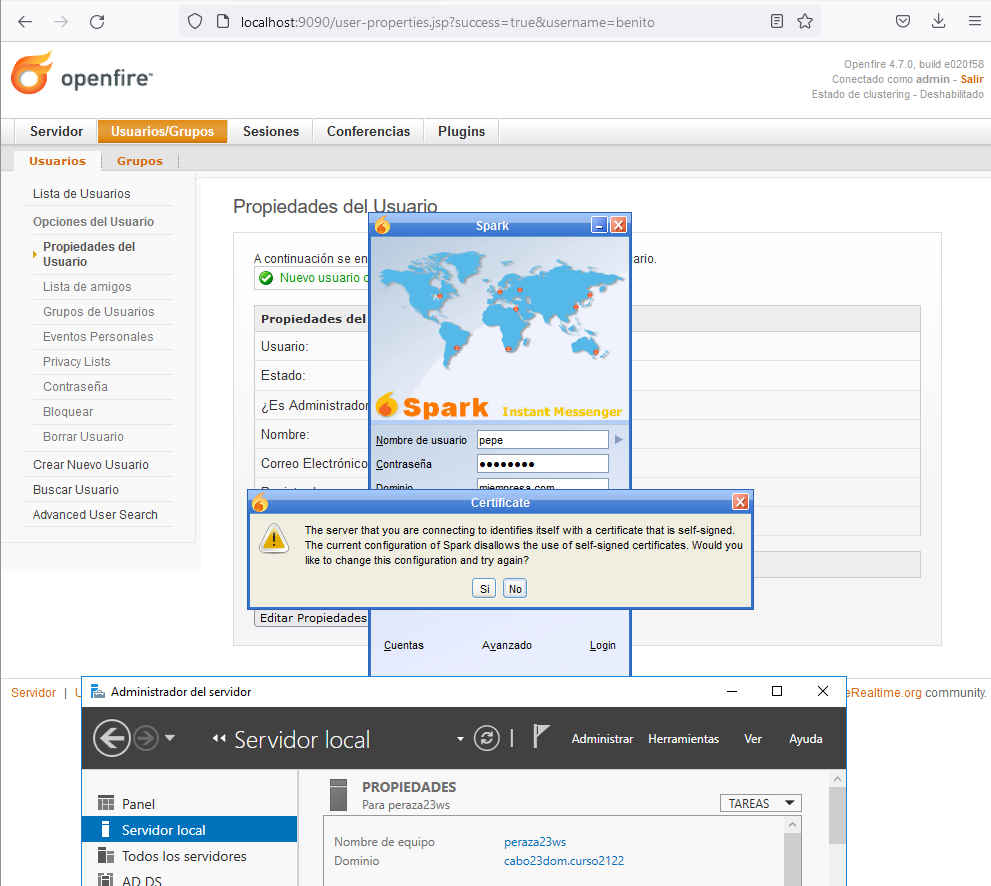 localhost:9090/user-properties.jsp?success=true&username=benito
openfire™
Openfire 4.7.0, build e020f58
Conectado como admin - Salir
Estado de clustering - Deshabilitado
Servidor
Usuarios/Grupos
Sesiones
Conferencias
Plugins
Usuarios
Grupos
Lista de Usuarios
Opciones del Usuario
Propiedades del
Usuario
Lista de amigos
Grupos de Usuarios
Eventos Personales
Privacy Lists
Contraseña
Bloquear
Borrar Usuario
Crear Nuevo Usuario
Buscar Usuario
Advanced User Search
Propiedades del Usuario
A continuación se en
ario.
Nuevo usuario
Propiedades del
Usuario:
Estado:
¿Es Administrador
Nombre:
Correo Electrónico
Editar Propiedades
Spark
Spark
Instant Messenger
Nombre de usuario
pepe
Contraseña
●●●●●●●●
Dominio
miempresa.com
Certificate
The server that you are connecting to identifies itself with a certificate that is self-signed.
The current configuration of Spark disallows the use of self-signed certificates. Would you
like to change this configuration and try again?
Sí
No
Cuentas
Avanzado
Login
Servidor |
eRealtime.org community.
Administrador del servidor
Servidor local
Administrar
Herramientas
Ver
Ayuda
Panel
Servidor local
Todos los servidores
AD DS
PROPIEDADES
Para peraza23ws
TAREAS
Nombre de equipo
peraza23ws
Dominio
cabo23dom.curso2122